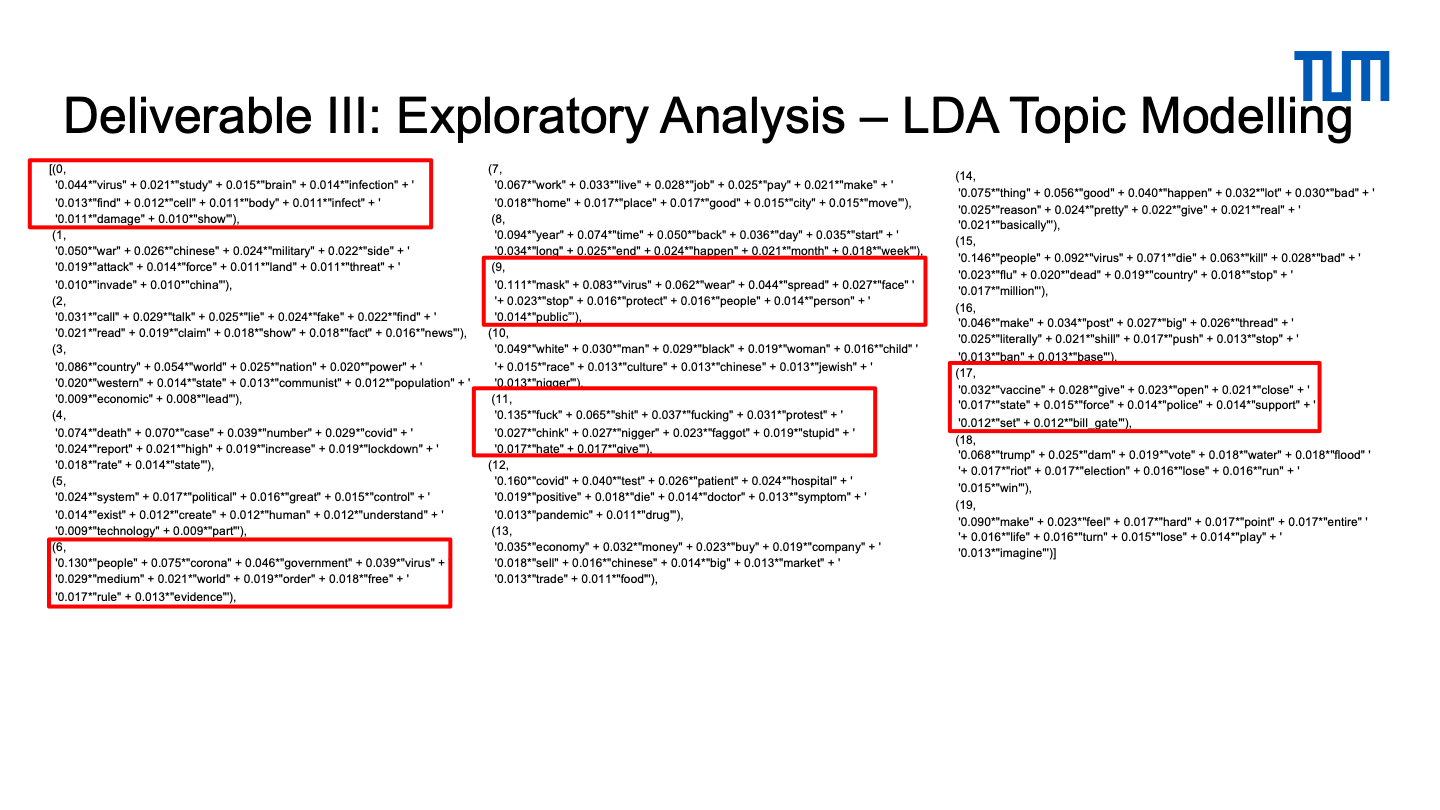 TUM
Deliverable III: Exploratory Analysis – LDA Topic Modelling
[(0,
'0.044*"virus" + 0.021*"study" + 0.015*"brain" + 0.014*"infection" + '
'0.013*"find" + 0.012*"cell" + 0.011*"body" + 0.011*"infect" + '
'0.011*"damage" + 0.010*"show"'),
(1,
'0.050*"war" + 0.026*"chinese" + 0.024*"military" + 0.022*"side" + '
'0.019*"attack" + 0.014*"force" + 0.011*"land" + 0.011*"threat" + '
'0.010*"invade" + 0.010*"china"'),
(2,
'0.031*"call" + 0.029*"talk" + 0.025*"lie" + 0.024*"fake" + 0.022*"find" + '
'0.021*"read" + 0.019*"claim" + 0.018*"show" + 0.018*"fact" + 0.016*"news"'),
(3,
'0.086*"country" + 0.054*"world" + 0.025*"nation" + 0.020*"power" + '
'0.020*"western" + 0.014*"state" + 0.013*"communist" + 0.012*"population" + '
'0.009*"economic" + 0.008*"lead"'),
(4,
'0.074*"death" + 0.070*"case" + 0.039*"number" + 0.029*"covid" + '
'0.024*"report" + 0.021*"high" + 0.019*"increase" + 0.019*"lockdown" + '
'0.018*"rate" + 0.014*"state"'),
(5,
'0.024*"system" + 0.017*"political" + 0.016*"great" + 0.015*"control" + '
'0.014*"exist" + 0.012*"create" + 0.012*"human" + 0.012*"understand" + '
'0.009*"technology" + 0.009*"part"'),
(6,
'0.130*"people" + 0.075*"corona" + 0.046*"government" + 0.039*"virus" +
'0.029*"medium" + 0.021*"world" + 0.019*"order" + 0.018*"free" + '
'0.017*"rule" + 0.013*"evidence"'),
(7,
'0.067*"work" + 0.033*"live" + 0.028*"job" + 0.025*"pay" + 0.021*"make" + '
'0.018*"home" + 0.017*"place" + 0.017*"good" + 0.015*"city" + 0.015*"move"'),
(8,
'0.094*"year" + 0.074*"time" + 0.050*"back" + 0.036*"day" + 0.035*"start" + '
'0.034*"long" + 0.025*"end" + 0.024*"happen" + 0.021*"month" + 0.018*"week"'),
(9,
'0.111*"mask" + 0.083*"virus" + 0.062*"wear" + 0.044*"spread" + 0.027*"face" '
'+ 0.023*"stop" + 0.016*"protect" + 0.016*"people" + 0.014*"person" + '
'0.014*"public"'),
(10,
'0.049*"white" + 0.030*"man" + 0.029*"black" + 0.019*"woman" + 0.016*"child" '
'+ 0.015*"race" + 0.013*"culture" + 0.013*"chinese" + 0.013*"jewish" + '
'0.013*"nigger"'),
(11,
'0.135*"fuck" + 0.065*"shit" + 0.037*"fucking" + 0.031*"protest" + '
'0.027*"chink" + 0.027*"nigger" + 0.023*"faggot" + 0.019*"stupid" + '
'0.017*"hate" + 0.017*"give"'),
(12,
'0.160*"covid" + 0.040*"test" + 0.026*"patient" + 0.024*"hospital" + '
'0.019*"positive" + 0.018*"die" + 0.014*"doctor" + 0.013*"symptom" + '
'0.013*"pandemic" + 0.011*"drug"'),
(13,
'0.035*"economy" + 0.032*"money" + 0.023*"buy" + 0.019*"company" + '
'0.018*"sell" + 0.016*"chinese" + 0.014*"big" + 0.013*"market" + '
'0.013*"trade" + 0.011*"food"'),
(14,
'0.075*"thing" + 0.056*"good" + 0.040*"happen" + 0.032*"lot" + 0.030*"bad" + '
'0.025*"reason" + 0.024*"pretty" + 0.022*"give" + 0.021*"real" + '
'0.021*"basically"'),
(15,
'0.146*"people" + 0.092*"virus" + 0.071*"die" + 0.063*"kill" + 0.028*"bad" + '
'0.023*"flu" + 0.020*"dead" + 0.019*"country" + 0.018*"stop" + '
'0.017*"million"'),
(16,
'0.046*"make" + 0.034*"post" + 0.027*"big" + 0.026*"thread" + '
'0.025*"literally" + 0.021*"shill" + 0.017*"push" + 0.013*"stop" + '
'0.013*"ban" + 0.013*"base"'),
(17,
'0.032*"vaccine" + 0.028*"give" + 0.023*"open" + 0.021*"close" + '
'0.017*"state" + 0.015*"force" + 0.014*"police" + 0.014*"support" + '
'0.012*"set" + 0.012*"bill_gate"'),
(18,
'0.068*"trump" + 0.025*"dam" + 0.019*"vote" + 0.018*"water" + 0.018*"flood" '
'+ 0.017*"riot" + 0.017*"election" + 0.016*"lose" + 0.016*"run" + '
'0.015*"win"'),
(19,
'0.090*"make" + 0.023*"feel" + 0.017*"hard" + 0.017*"point" + 0.017*"entire" '
'+ 0.016*"life" + 0.016*"turn" + 0.015*"lose" + 0.014*"play" + '
'0.013*"imagine"')]